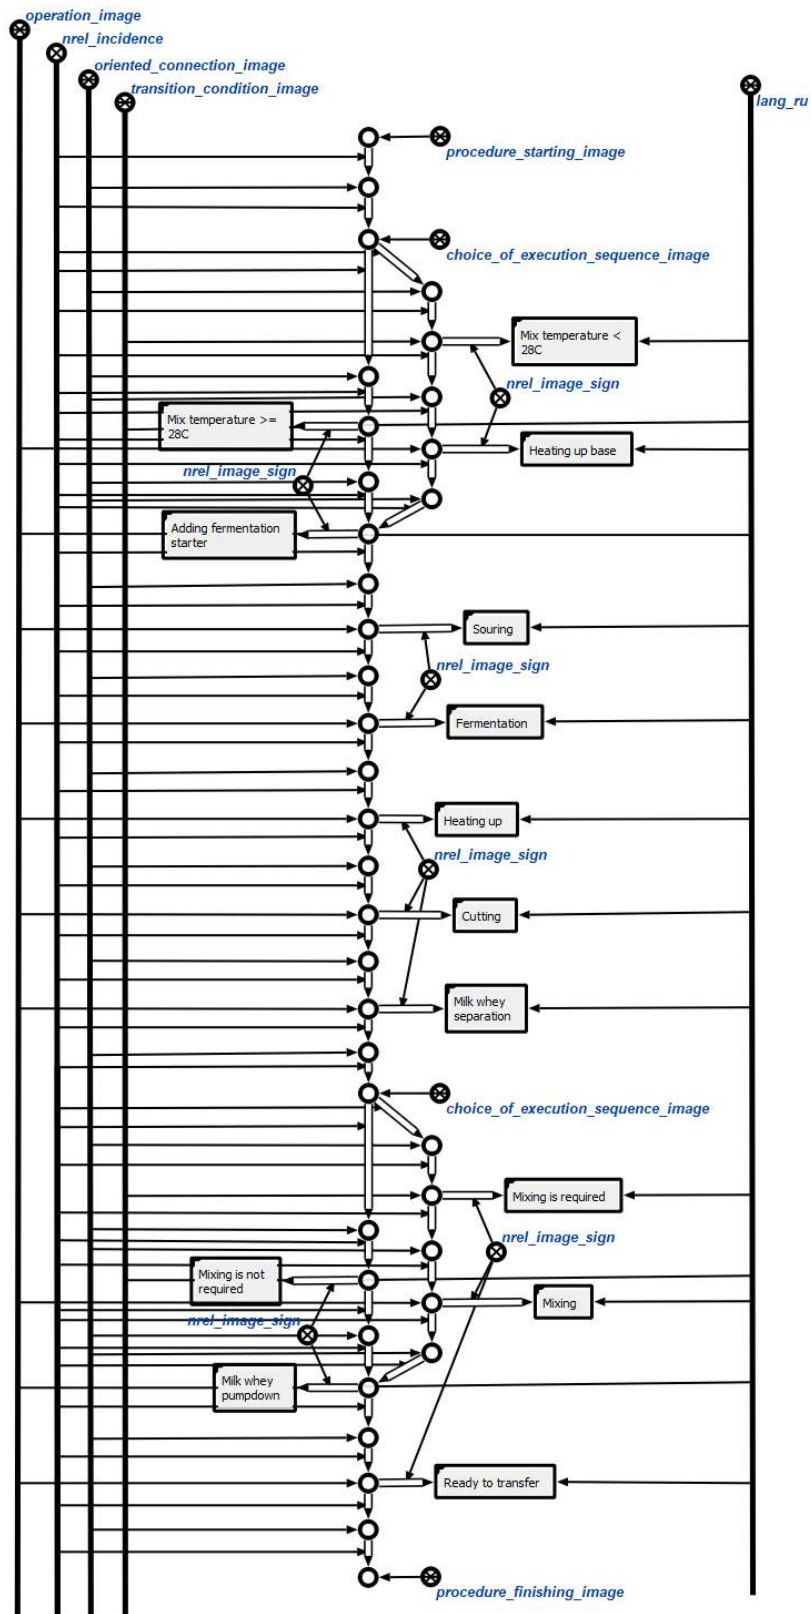 operation_image
nrel_incidence
oriented_connection_image
transition_condition_image
lang_ru
procedure_starting_image
choice_of_execution_sequence_image
Mix temperature <
28C
nrel_image_sign
Mix temperature >=
28C
Heating up base
nrel_image_sign
Adding fermentation
starter
Souring
nrel_image_sign
Fermentation
Heating up
nrel_image_sign
Cutting
Milk whey
separation
choice_of_execution_sequence_image
Mixing is required
nrel_image_sign
Mixing is not
required
Mixing
nrel_image_sign
Milk whey
pumpdown
Ready to transfer
procedure_finishing_image